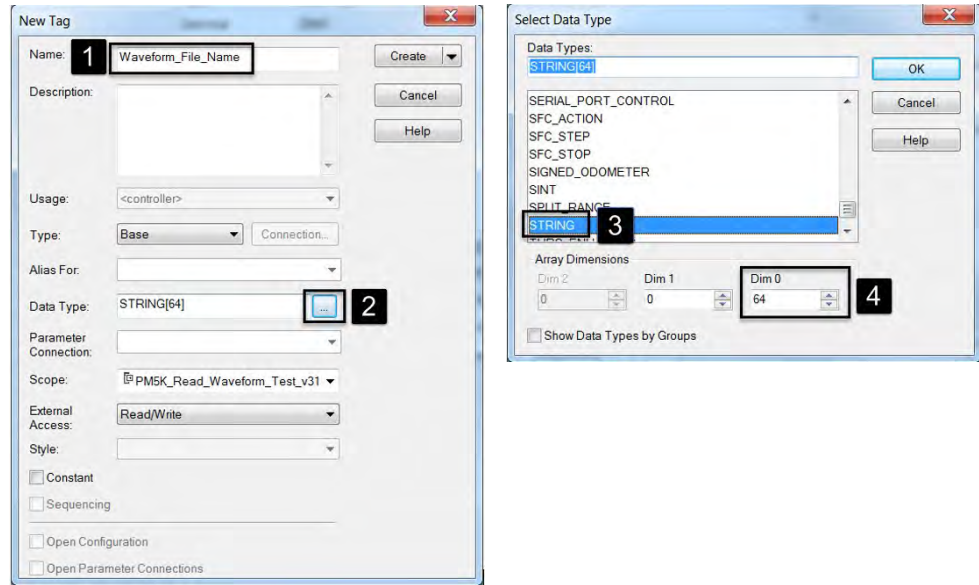 New Tag
Name: 1 Waveform_File_Name Create
Description: Cancel
Help
Usage: <controller>
Type: Base Connection...
Alias For:
Data Type: STRING[64] ... 2
Parameter
Connection:
Scope: PM5K_Read_Waveform_Test_v31
External
Access: Read/Write
Style:
Constant
Sequencing
Open Configuration
Open Parameter Connections
Select Data Type
Data Types:
STRING[64] OK
SERIAL_PORT_CONTROL Cancel
SFC_ACTION
SFC_STEP Help
SFC_STOP
SIGNED_ODOMETER
SINT
SPLIT_RANGE
STRING 3
Array Dimensions
Dim 2 Dim 1 Dim 0
0 0 64 4
Show Data Types by Groups